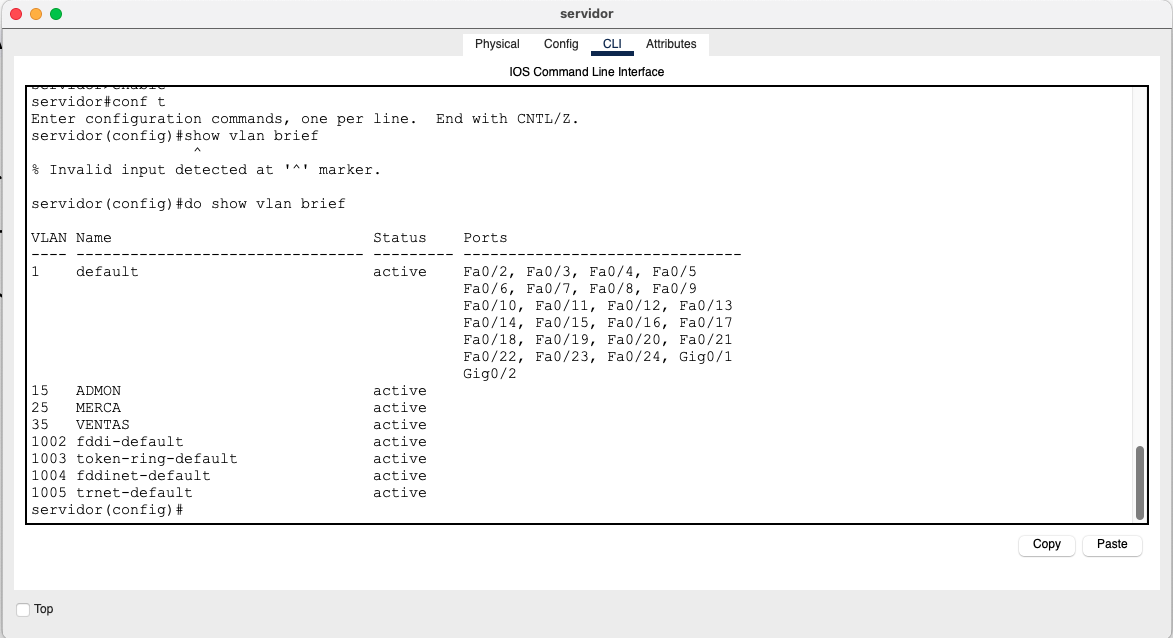 servidor
Physical Config CLI Attributes
IOS Command Line Interface
servidor>enable
servidor#conf t
Enter configuration commands, one per line.  End with CNTL/Z.
servidor(config)#show vlan brief
                  ^
% Invalid input detected at '^' marker.
servidor(config)#do show vlan brief
VLAN Name                             Status    Ports
---- -------------------------------- --------- -------------------------------
1    default                          active    Fa0/2, Fa0/3, Fa0/4, Fa0/5
                                                Fa0/6, Fa0/7, Fa0/8, Fa0/9
                                                Fa0/10, Fa0/11, Fa0/12, Fa0/13
                                                Fa0/14, Fa0/15, Fa0/16, Fa0/17
                                                Fa0/18, Fa0/19, Fa0/20, Fa0/21
                                                Fa0/22, Fa0/23, Fa0/24, Gig0/1
                                                Gig0/2
15   ADMON                            active
25   MERCA                            active
35   VENTAS                           active
1002 fddi-default                     active
1003 token-ring-default               active
1004 fddinet-default                  active
1005 trnet-default                    active
servidor(config)#
Copy Paste
Top